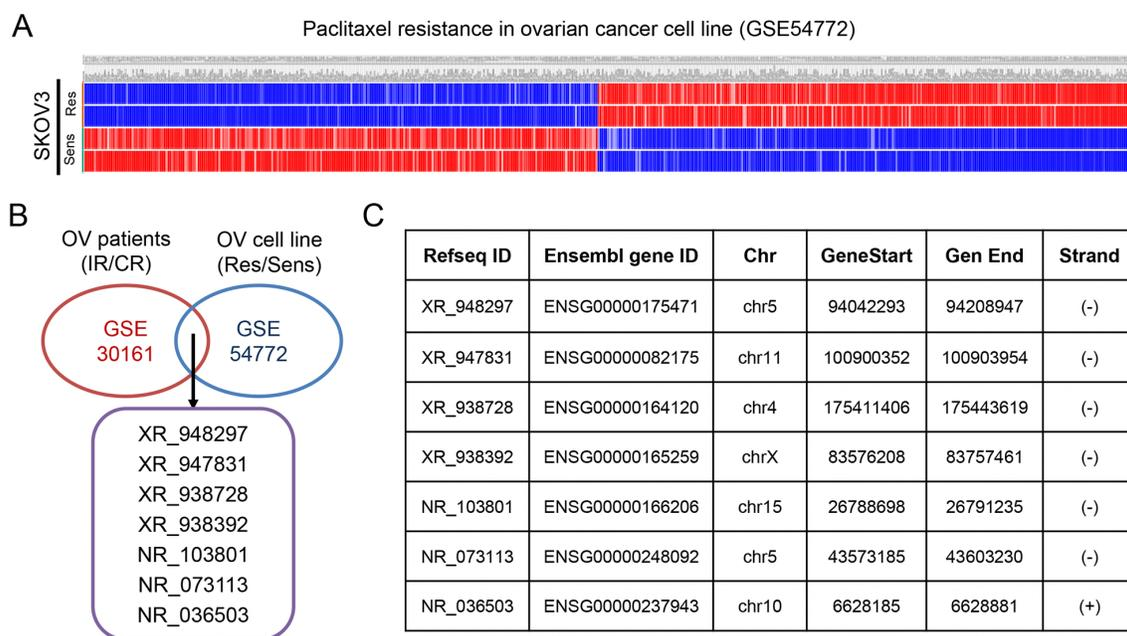 A
Paclitaxel resistance in ovarian cancer cell line (GSE54772)
SKOV3
Res
Sens
B
OV patients
(IR/CR)
OV cell line
(Res/Sens)
GSE
30161
GSE
54772
XR_948297
XR_947831
XR_938728
XR_938392
NR_103801
NR_073113
NR_036503
C
Refseq ID Ensembl gene ID Chr GeneStart Gen End Strand
XR_948297 ENSG00000175471 chr5 94042293 94208947 (-)
XR_947831 ENSG00000082175 chr11 100900352 100903954 (-)
XR_938728 ENSG00000164120 chr4 175411406 175443619 (-)
XR_938392 ENSG00000165259 chrX 83576208 83757461 (-)
NR_103801 ENSG00000166206 chr15 26788698 26791235 (-)
NR_073113 ENSG00000248092 chr5 43573185 43603230 (-)
NR_036503 ENSG00000237943 chr10 6628185 6628881 (+)